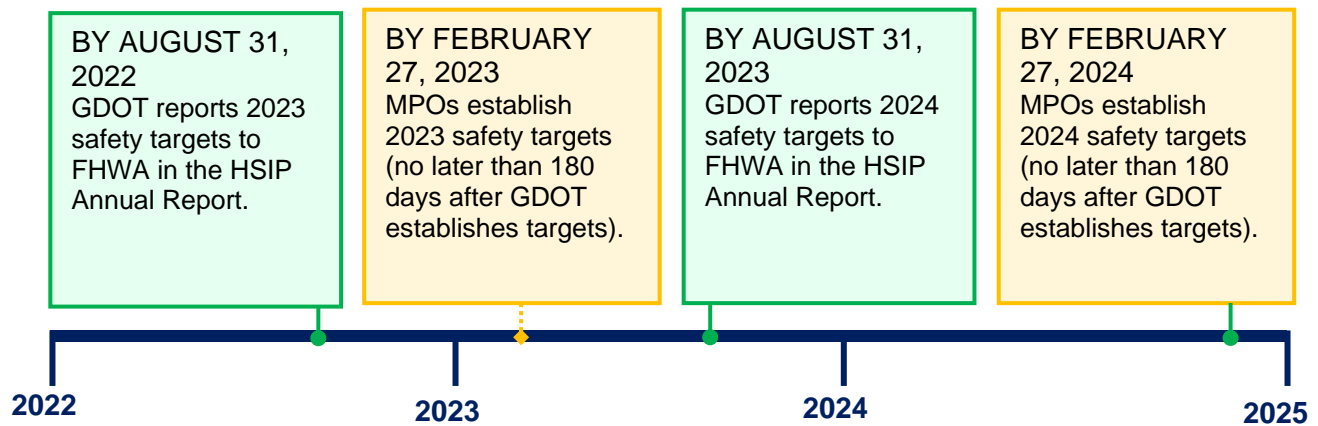 BY AUGUST 31,
2022
GDOT reports 2023
safety targets to
FHWA in the HSIP
Annual Report.
BY FEBRUARY
27, 2023
MPOs establish
2023 safety targets
(no later than 180
days after GDOT
establishes targets).
BY AUGUST 31,
2023
GDOT reports 2024
safety targets to
FHWA in the HSIP
Annual Report.
BY FEBRUARY
27, 2024
MPOs establish
2024 safety targets
(no later than 180
days after GDOT
establishes targets).
2022
2023
2024
2025